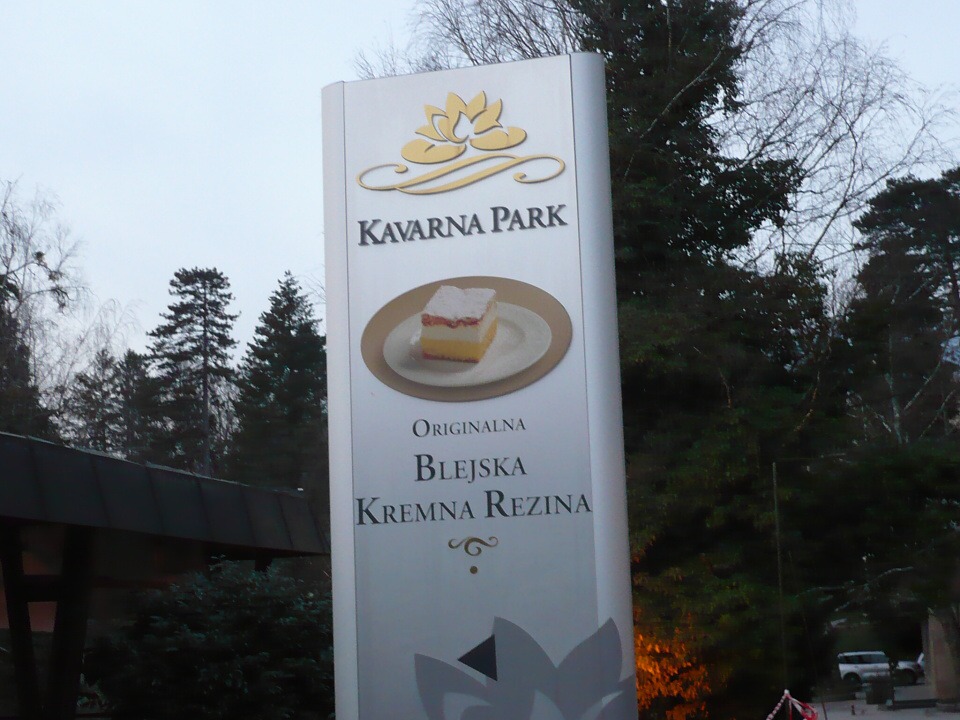 KAVARNA PARK
ORIGINALNA
BLEJSKA
KREMNA REZINA